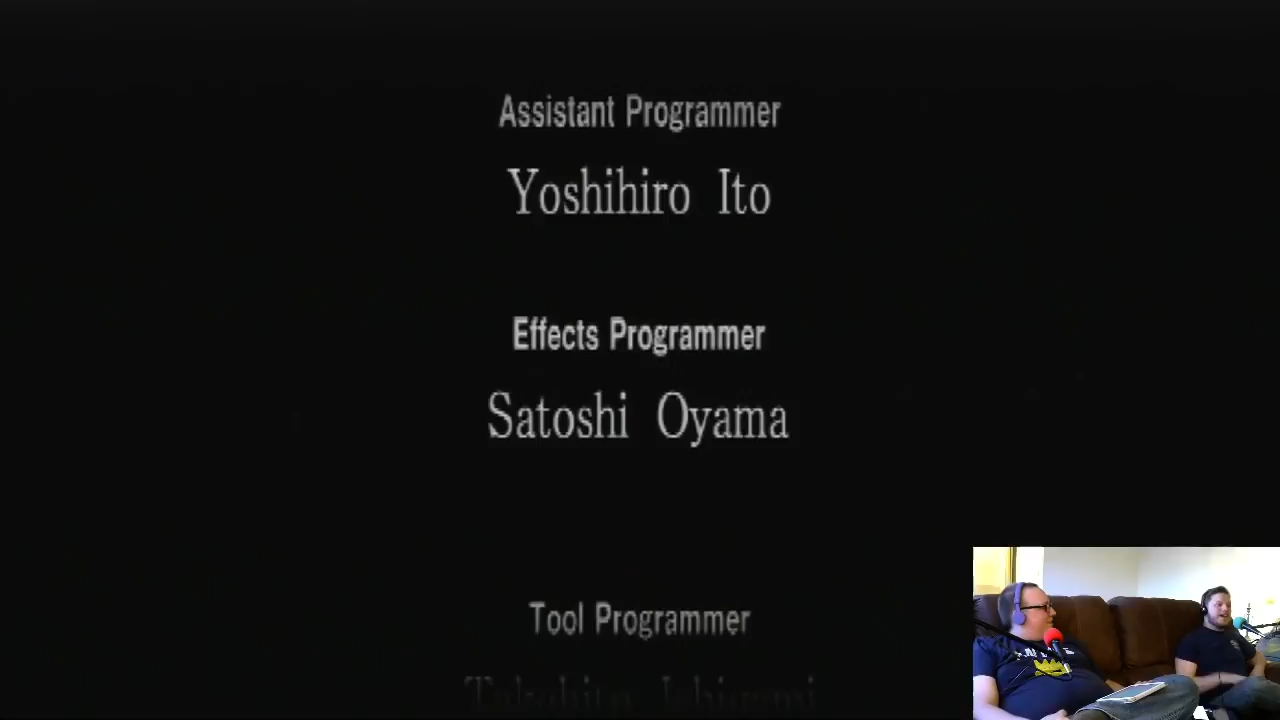 Assistant Programmer
Yoshihiro Ito
Effects Programmer
Satoshi Oyama
Tool Programmer